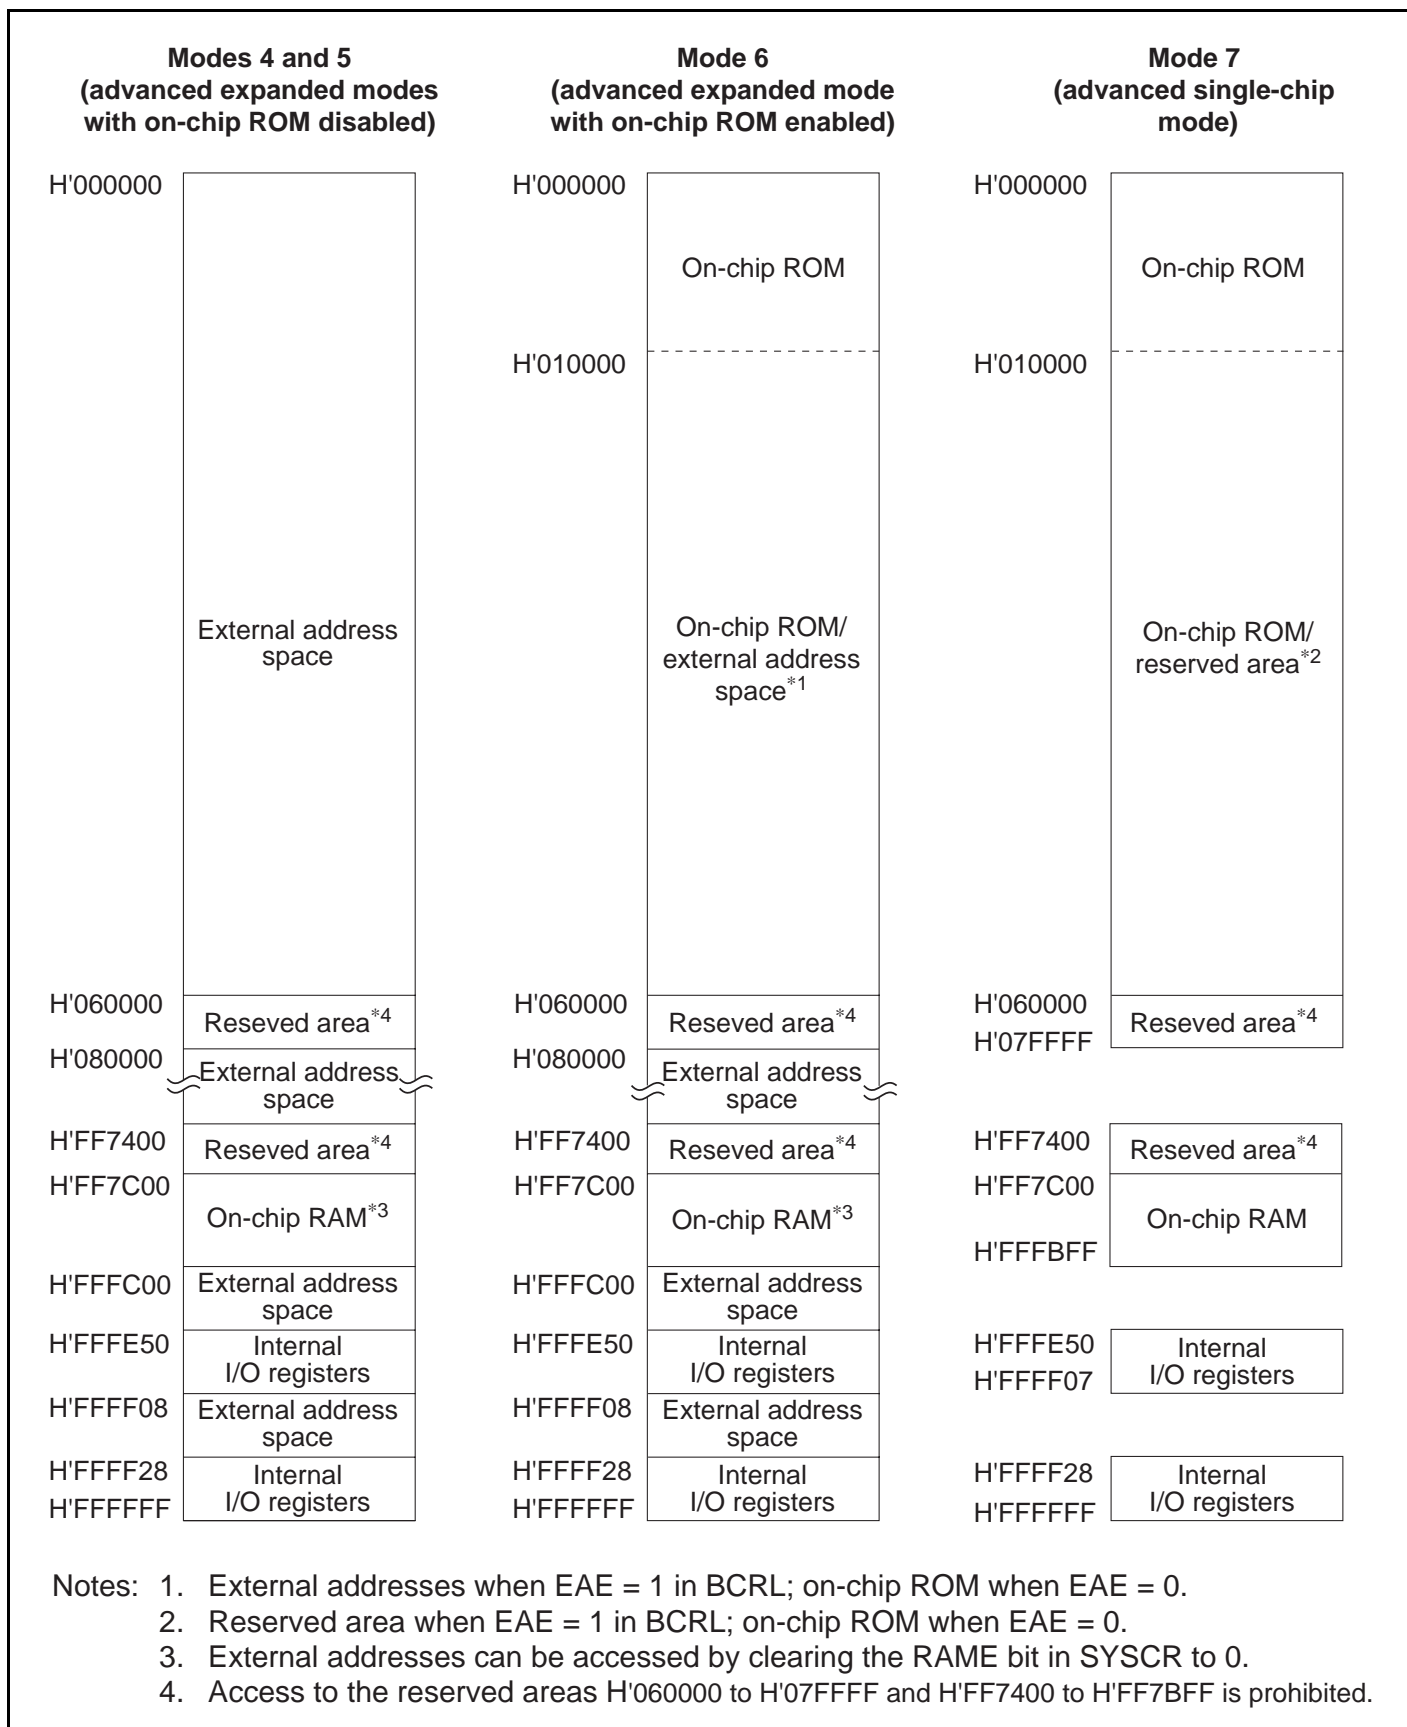 Modes 4 and 5
(advanced expanded modes
with on-chip ROM disabled)
H'000000
External address
space
H'060000
Reseved area*4
H'080000
External address
space
H'FF7400
Reseved area*4
H'FF7C00
On-chip RAM*3
H'FFFC00
External address
space
H'FFFE50
Internal
I/O registers
H'FFFF08
External address
space
H'FFFF28
Internal
I/O registers
H'FFFFFF
Mode 6
(advanced expanded mode
with on-chip ROM enabled)
H'000000
On-chip ROM
H'010000
On-chip ROM/
external address
space*1
H'060000
Reseved area*4
H'080000
External address
space
H'FF7400
Reseved area*4
H'FF7C00
On-chip RAM*3
H'FFFC00
External address
space
H'FFFE50
Internal
I/O registers
H'FFFF08
External address
space
H'FFFF28
Internal
I/O registers
H'FFFFFF
Mode 7
(advanced single-chip
mode)
H'000000
On-chip ROM
H'010000
On-chip ROM/
reserved area*2
H'060000
Reseved area*4
H'07FFFF
H'FF7400
Reseved area*4
H'FF7C00
On-chip RAM
H'FFFBFF
H'FFFE50
Internal
I/O registers
H'FFFF07
H'FFFF28
Internal
I/O registers
H'FFFFFF
Notes: 1. External addresses when EAE = 1 in BCRL; on-chip ROM when EAE = 0.
2. Reserved area when EAE = 1 in BCRL; on-chip ROM when EAE = 0.
3. External addresses can be accessed by clearing the RAME bit in SYSCR to 0.
4. Access to the reserved areas H'060000 to H'07FFFF and H'FF7400 to H'FF7BFF is prohibited.